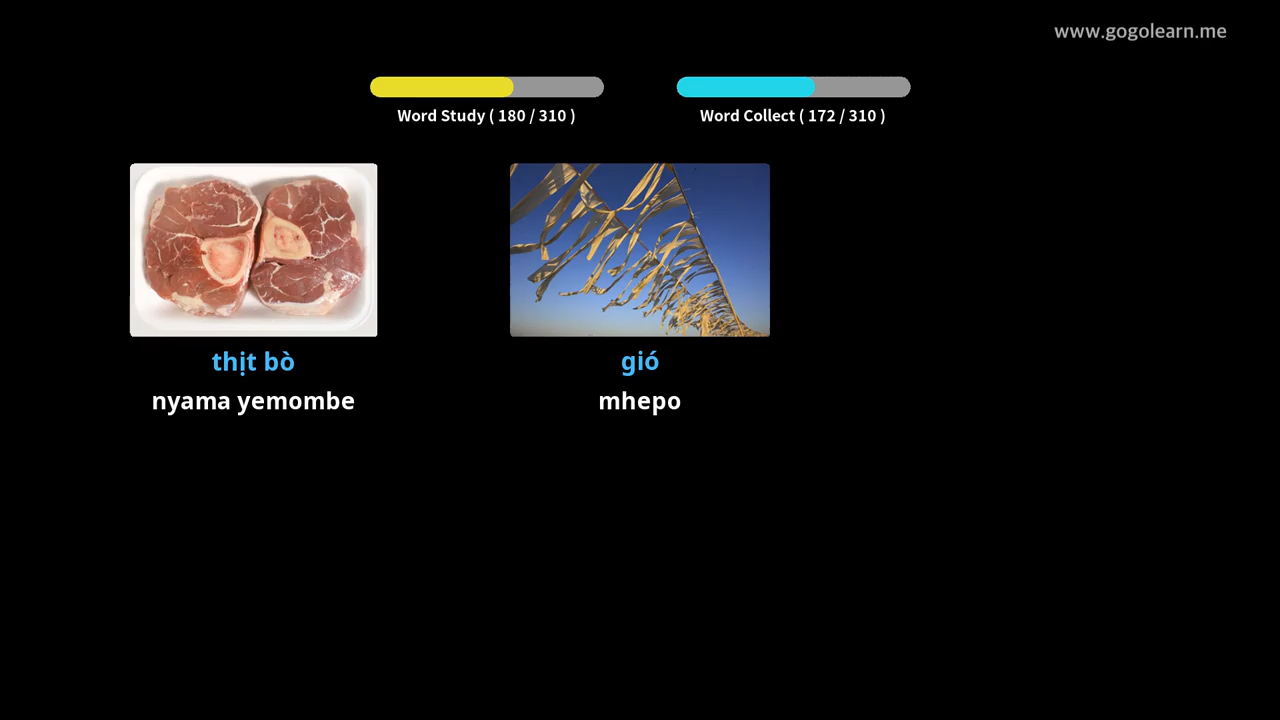 www.gogolearn.me
Word Study ( 180 / 310 )
Word Collect ( 172 / 310 )
thịt bò
gió
nyama yemombe
mhepo